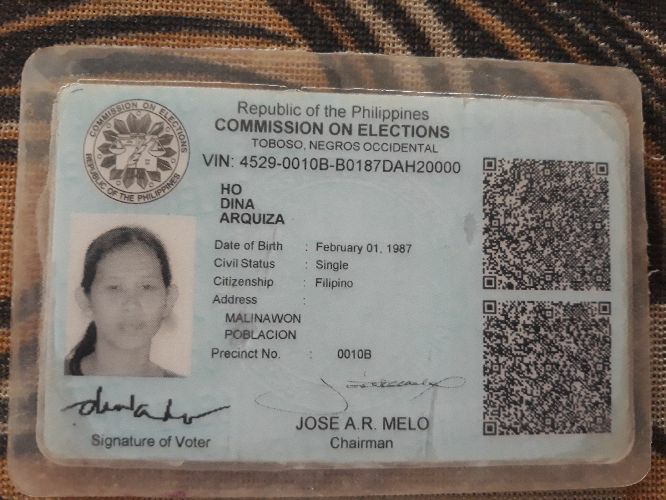 COMMISSION ON ELECTIONS
REPUBLIC OF THE PHILIPPINES
Republic of the Philippines
COMMISSION ON ELECTIONS
TOBOSO, NEGROS OCCIDENTAL
VIN: 4529-0010B-B0187DAH20000
HO
DINA
ARQUIZA
Date of Birth : February 01, 1987
Civil Status : Single
Citizenship : Filipino
Address :
MALINAWON
POBLACION
Precinct No. : 0010B
Signature of Voter
JOSE A.R. MELO
Chairman